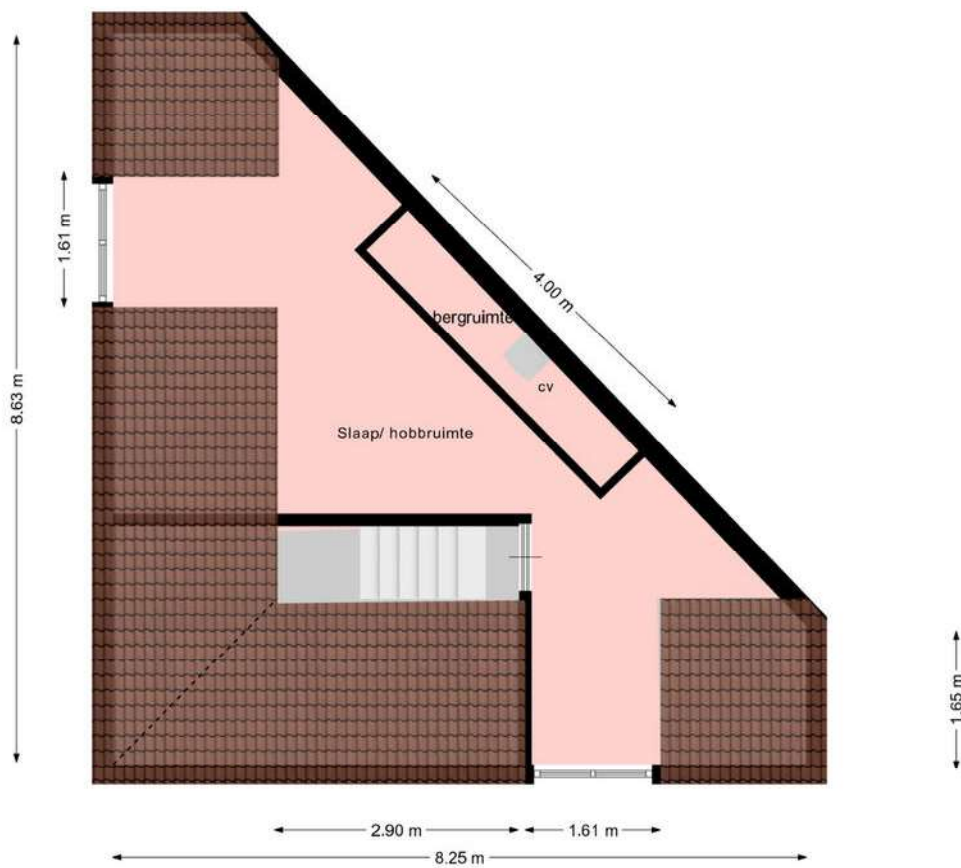 1.61 m
4.00 m
bergruimte
cv
8.63 m
Slaap/ hobbruimte
1.65 m
2.90 m
1.61 m
8.25 m